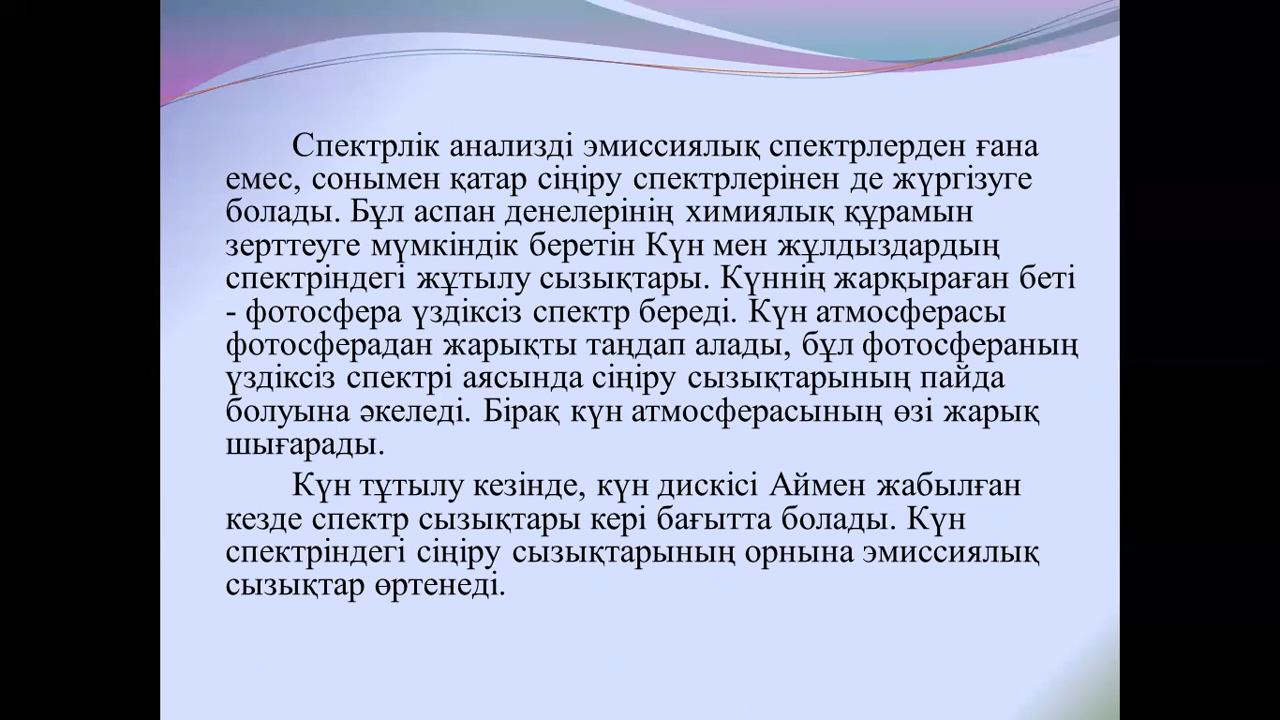 Спектрлік анализді эмиссиялық спектрлерден ғана
емес, сонымен қатар сіңіру спектрлерінен де жүргізуге
болады. Бұл аспан денелерінің химиялық құрамын
зерттеуге мүмкіндік беретін Күн мен жұлдыздардың
спектріндегі жұтылу сызықтары. Күннің жарқыраған беті
- фотосфера үздіксіз спектр береді. Күн атмосферасы
фотосферадан жарықты таңдап алады, бұл фотосфераның
үздіксіз спектрі аясында сіңіру сызықтарының пайда
болуына әкеледі. Бірақ күн атмосферасының өзі жарық
шығарады.
Күн тұтылу кезінде, күн дискісі Аймен жабылған
кезде спектр сызықтары кері бағытта болады. Күн
спектріндегі сіңіру сызықтарының орнына эмиссиялық
сызықтар өртенеді.